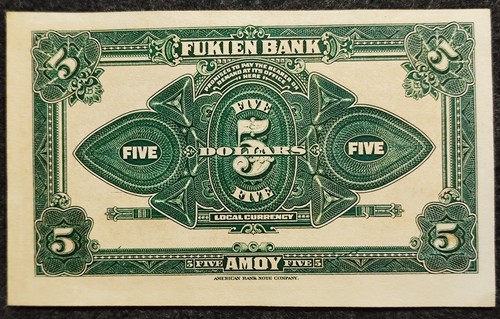 5 FUKIEN BANK 5
PROMISES TO PAY THE BEARER ON
DEMAND AT ITS OFFICE
HERE
FIVE
FIVE 5 DOLLARS FIVE
FIVE
LOCAL CURRENCY
5 5
5 FIVE AMOY FIVE 5
AMERICAN BANK NOTE COMPANY.